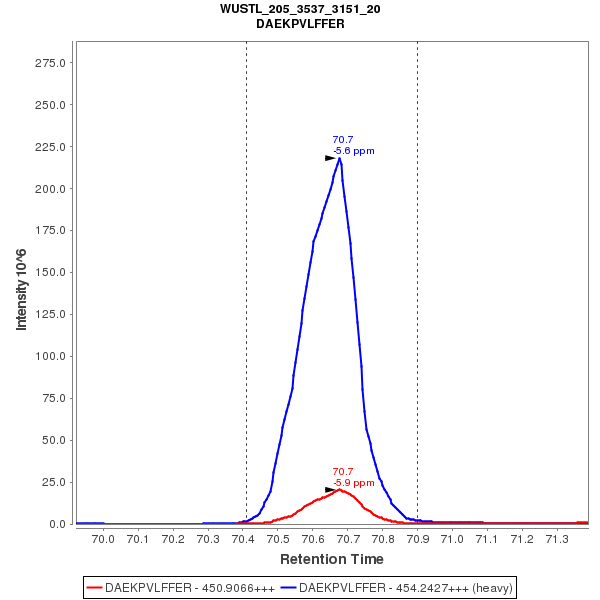 WUSTL_205_3537_3151_20
DAEKPVLFFER
275.0
250.0
225.0
200.0
175.0
150.0
125.0
100.0
75.0
50.0
25.0
0.0
Intensity 10^6
70.7
-5.6 ppm
70.7
-5.9 ppm
70.0 70.1 70.2 70.3 70.4 70.5 70.6 70.7 70.8 70.9 71.0 71.1 71.2 71.3
Retention Time
DAEKPVLFFER - 450.9066+++ DAEKPVLFFER - 454.2427+++ (heavy)